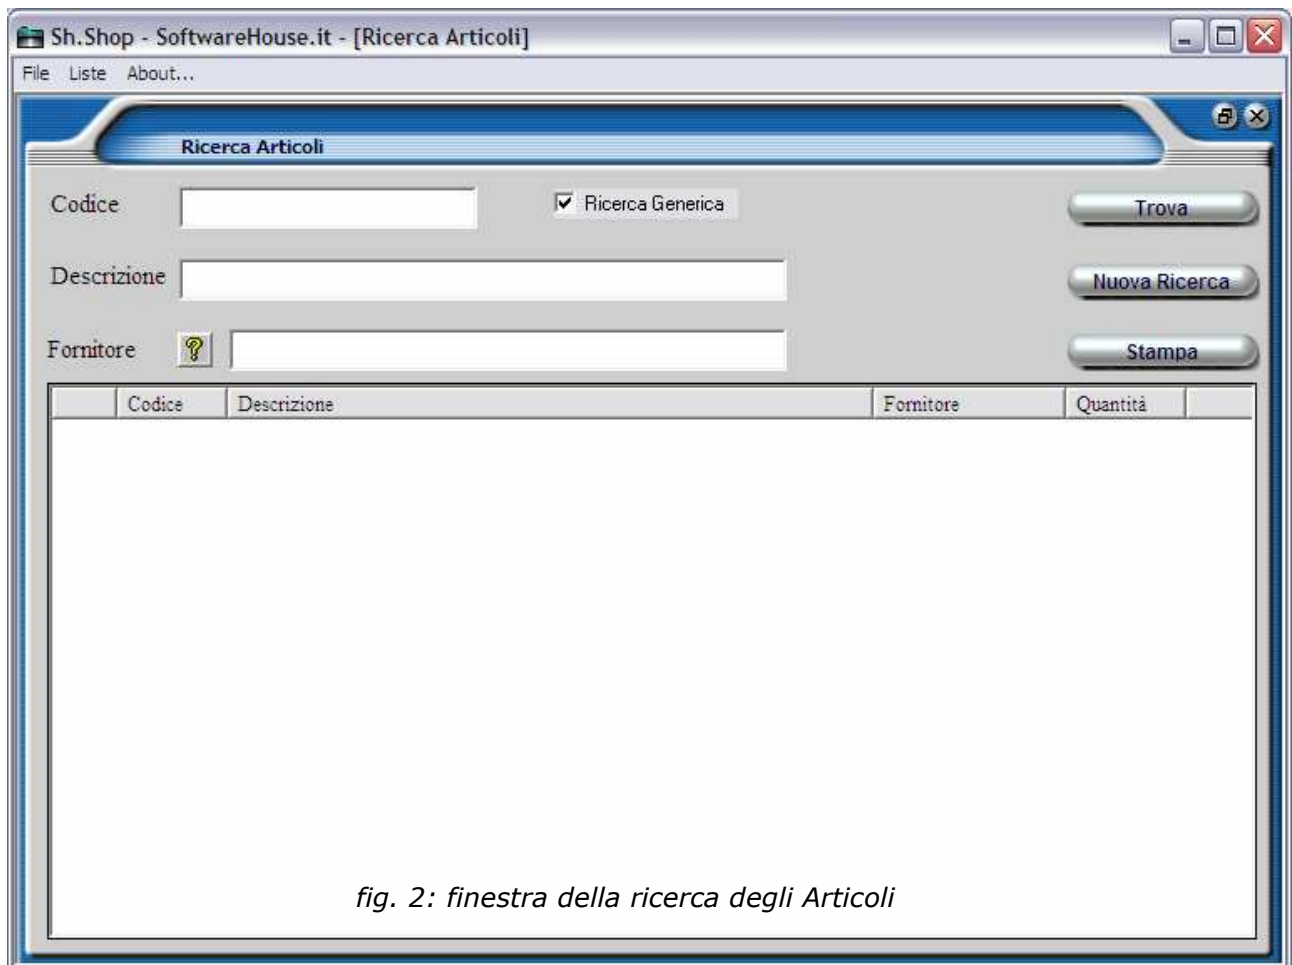 Sh.Shop - SoftwareHouse.it - [Ricerca Articoli]
File Liste About...
Ricerca Articoli
Codice
Ricerca Generica
Trova
Descrizione
Nuova Ricerca
Fornitore
?
Stampa
Codice Descrizione Fornitore Quantità
fig. 2: finestra della ricerca degli Articoli